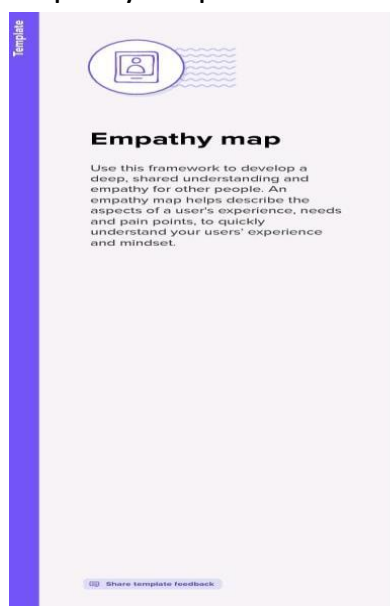 Template
Empathy map
Use this framework to develop a
deep, shared understanding and
empathy for other people. An
empathy map helps describe the
aspects of a user's experience, needs
and pain points, to quickly
understand your users' experience
and mindset.
Share template feedback